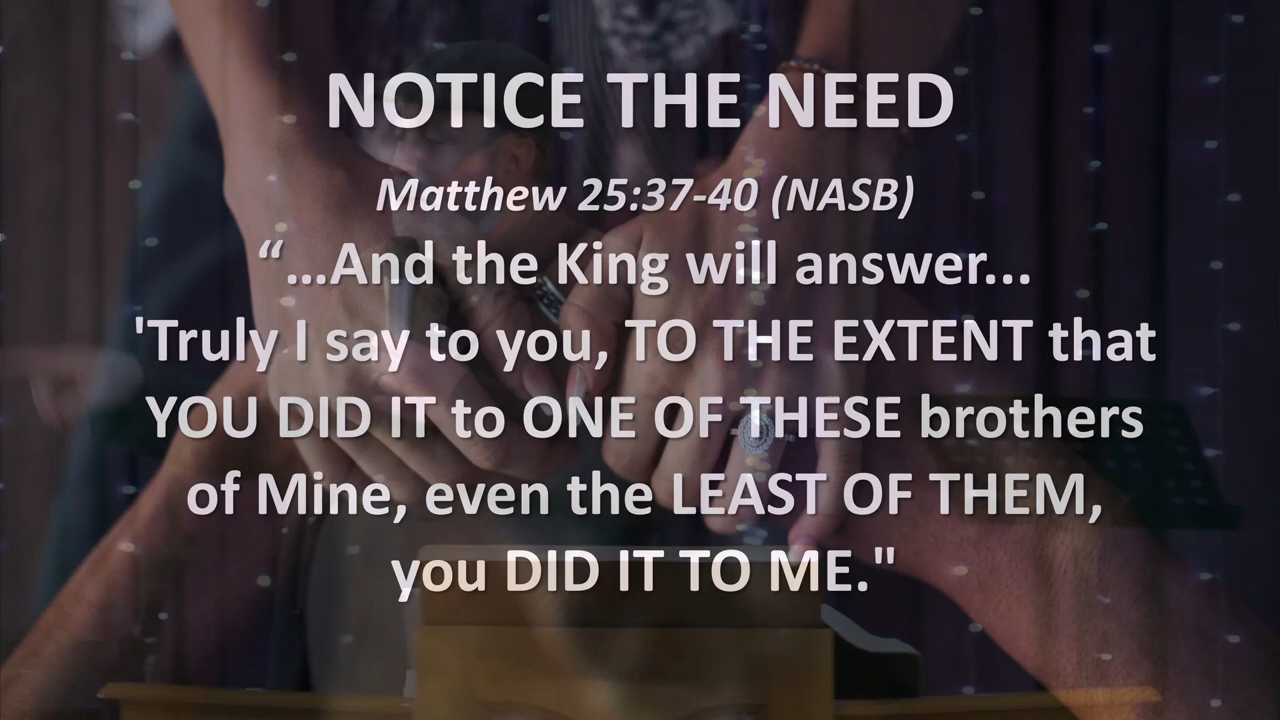 NOTICE THE NEED
Matthew 25:37-40 (NASB)
“…And the King will answer...
'Truly I say to you, TO THE EXTENT that
YOU DID IT to ONE OF THESE brothers
of Mine, even the LEAST OF THEM,
you DID IT TO ME."